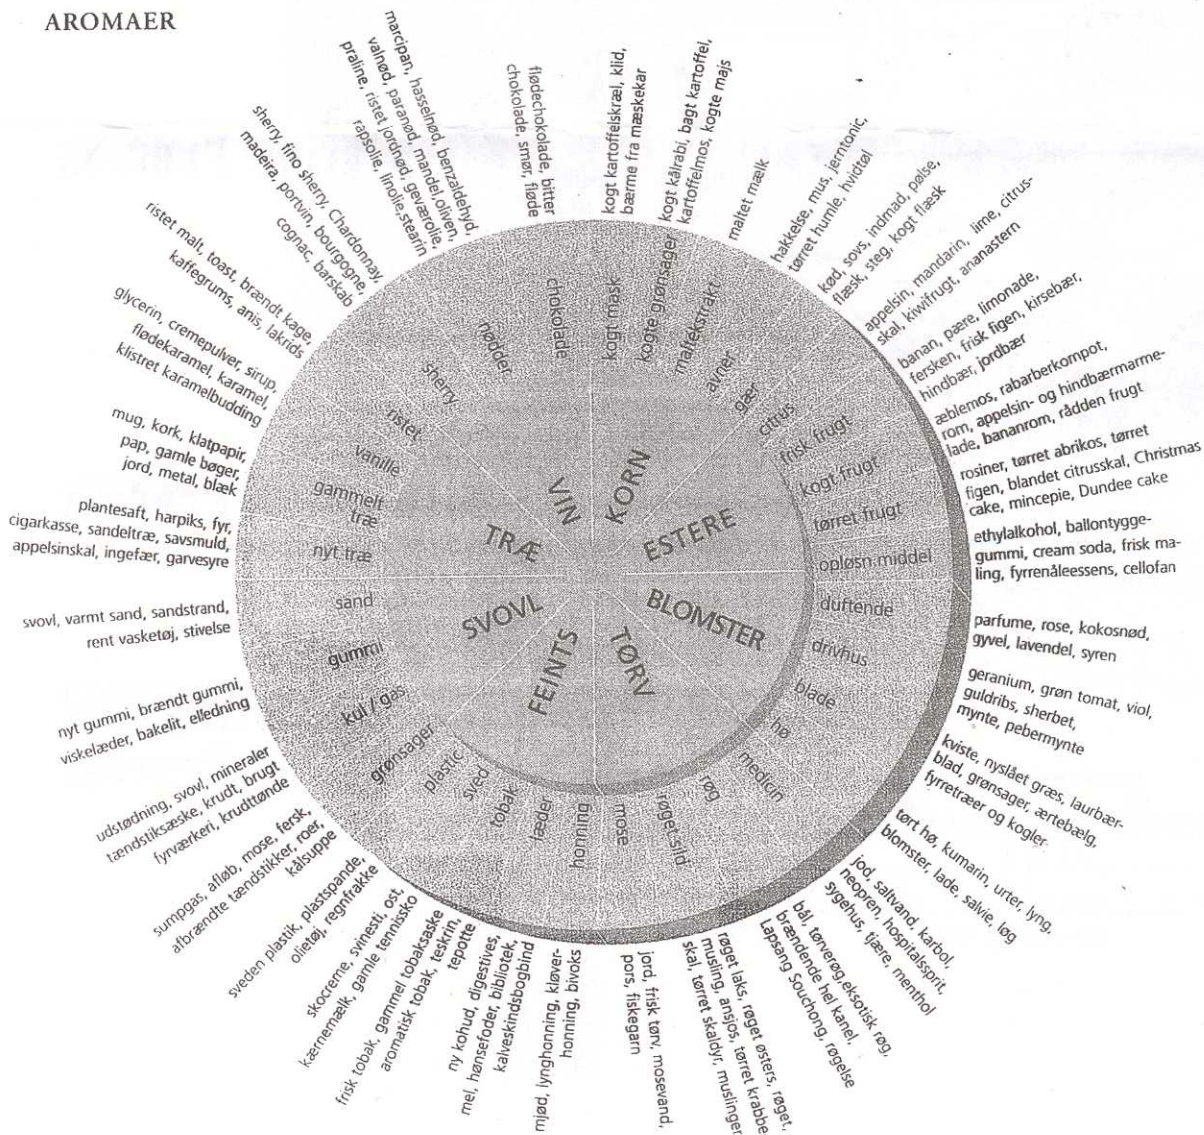 AROMAER
KORN
ESTERE
BLOMSTER
TØRV
FEINTS
SVOVL
TRÆ
VIN
kogt mask
kogte grønsager
maltekstrakt
avner
gær
citrus
frisk frugt
kogt frugt
tørret frugt
opløsn.middel
duftende
drivhus
blade
hø
medicin
røg
røget sild
mose
honning
læder
tobak
sved
plastic
grønsager
kul / gas
gummi
sand
nyt træ
gammelt
træ
vanille
ristet
sherry
nødder
chokolade
kogt kartoffelskræl, klid,
bærme fra mæskekar
kogt kålrabi, bagt kartoffel,
kartoffelmos, kogte majs
maltet mælk
hakkelse, mus, jerntonic,
tørret humle, hvidtøl
kød, sovs, indmad, pølse,
flæsk, steg, kogt flæsk
appelsin, mandarin, lime, citrus-
skal, kiwifrugt, ananastern
banan, pære, limonade,
fersken, frisk figen, kirsebær,
hindbær, jordbær
æblemos, rabarberkompot,
rom, appelsin- og hindbærmarme-
lade, bananrom, rådden frugt
rosiner, tørret abrikos, tørret
figen, blandet citrusskal, Christmas
cake, mincepie, Dundee cake
ethylalkohol, ballontygge-
gummi, cream soda, frisk ma-
ling, fyrrenåleessens, cellofan
parfume, rose, kokosnød,
gyvel, lavendel, syren
geranium, grøn tomat, viol,
guldribs, sherbet,
mynte, pebermynte
kviste, nyslået græs, laurbær-
blad, grønsager, ærtebælg,
fyrretræer og kogler
tørt hø, kumarin, urter, lyng,
blomster, lade, salvie, løg
jod, saltvand, karbol,
neopren, hospitalssprit,
sygehus, tjære, menthol
bål, tørverøg,eksotisk røg,
brændende hel kanel,
Lapsang Souchong, røgelse
røget laks, røget østers, røget,
musling, ansjos, tørret krabbe
skal, tørret skaldyr, muslinger
jord, frisk tørv, mosevand,
pors, fiskegarn
mjød, lynghonning, kløver-
honning, bivoks
ny kohud, digestives,
mel, hønsefoder, bibliotek,
kalveskindsbogbind
frisk tobak, gammel tobaksaske
aromatisk tobak, teskrin,
tepotte
skocreme, svinesti, ost,
kærnemælk, gamle tennissko
sveden plastik, plastspande,
olietøj, regnfrakke
sumpgas, afløb, mose, fersk,
afbrændte tændstikker, roer,
kålsuppe
udstødning, svovl, mineraler
tændstiksæske, krudt, brugt
fyrværkeri, krudttønde
nyt gummi, brændt gummi,
viskelæder, bakelit, elledning
svovl, varmt sand, sandstrand,
rent vasketøj, stivelse
plantesaft, harpiks, fyr,
cigarkasse, sandeltræ, savsmuld,
appelsinskal, ingefær, garvesyre
mug, kork, klatpapir,
pap, gamle bøger,
jord, metal, blæk
glycerin, cremepulver, sirup,
flødekaramel, karamel,
klistret karamelbudding
ristet malt, toast, brændt kage,
kaffegrums, anis, lakrids
sherry, fino sherry, Chardonnay,
madeira, portvin, bourgogne,
cognac, barskab
marcipan, hasselnød, benzaldehyd,
valnød, paranød, mandel,oliven,
praline, ristet jordnød, geværolie,
rapsolie, linolie,stearin
flødechokolade, bitter
chokolade, smør, fløde